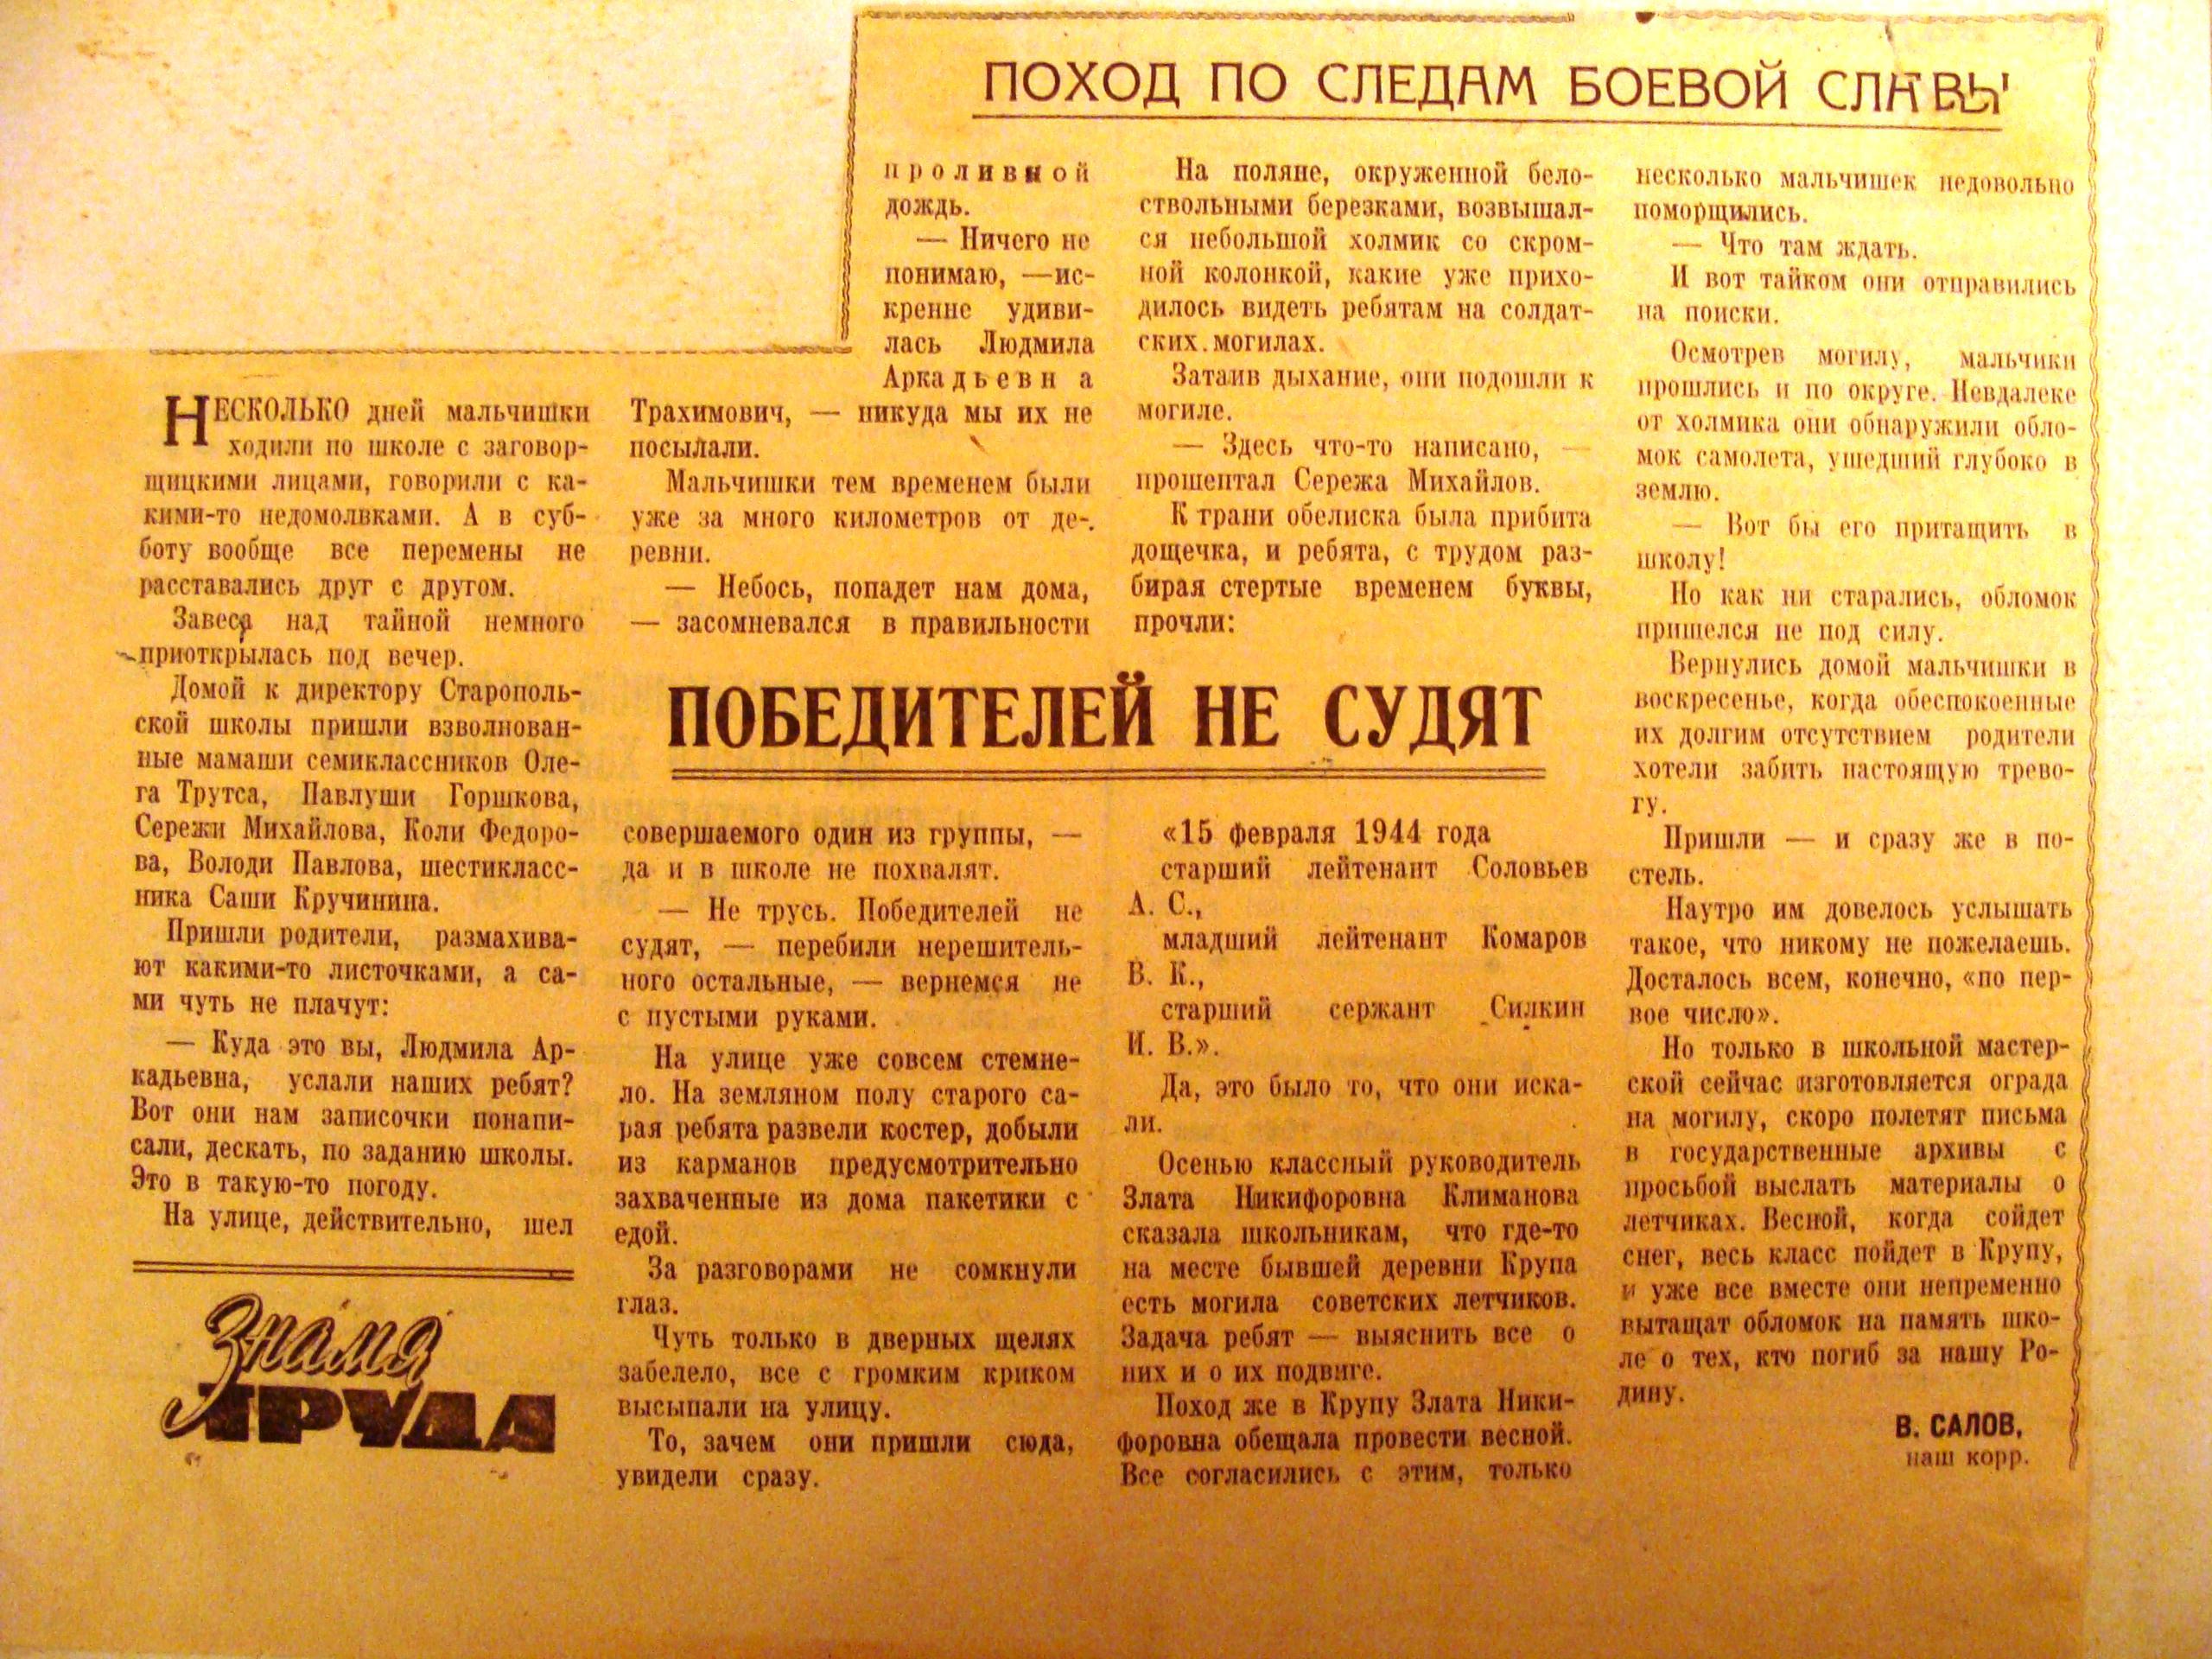 ПОХОД ПО СЛЕДАМ БОЕВОЙ СЛАВЫ
ПОБЕДИТЕЛЕЙ НЕ СУДЯТ
НЕСКОЛЬКО дней мальчишки
ходили по школе с заговор-
щицкими лицами, говорили с ка-
кими-то недомолвками. А в суб-
боту вообще все перемены не
расставались друг с другом.
Завеса над тайной немного
приоткрылась под вечер.
Домой к директору Старополь-
ской школы пришли взволнован-
ные мамаши семиклассников Оле-
га Трутса, Павлуши Горшкова,
Сережи Михайлова, Коли Федоро-
ва, Володи Павлова, шестикласс-
ника Саши Кручинина.
Пришли родители, размахива-
ют какими-то листочками, а са-
ми чуть не плачут:
— Куда это вы, Людмила Ар-
кадьевна, услали наших ребят?
Вот они нам записочки понапи-
сали, дескать, по заданию школы.
Это в такую-то погоду.
На улице, действительно, шел
проливной
дождь.
— Ничего не
понимаю, —ис-
кренне удиви-
лась Людмила
Аркадьевна
Трахимович, — никуда мы их не
посылали.
Мальчишки тем временем были
уже за много километров от де-
ревни.
— Небось, попадет нам дома,
— засомневался в правильности
совершаемого один из группы, —
да и в школе не похвалят.
— Не трусь. Победителей не
судят, — перебили нерешитель-
ного остальные, — вернемся не
с пустыми руками.
На улице уже совсем стемне-
ло. На земляном полу старого са-
рая ребята развели костер, добыли
из карманов предусмотрительно
захваченные из дома пакетики с
едой.
За разговорами не сомкнули
глаз.
Чуть только в дверных щелях
забелело, все с громким криком
высыпали на улицу.
То, зачем они пришли сюда,
увидели сразу.
На поляне, окруженной бело-
ствольными березками, возвышал-
ся небольшой холмик со скром-
ной колонкой, какие уже прихо-
дилось видеть ребятам на солдат-
ских могилах.
Затаив дыхание, они подошли к
могиле.
— Здесь что-то написано, —
прошептал Сережа Михайлов.
К грани обелиска была прибита
дощечка, и ребята, с трудом раз-
бирая стертые временем буквы,
прочли:
«15 февраля 1944 года
старший лейтенант Соловьев
А. С.,
младший лейтенант Комаров
В. К.,
старший сержант Силкин
И. В.».
Да, это было то, что они иска-
ли.
Осенью классный руководитель
Злата Никифоровна Климанова
сказала школьникам, что где-то
на месте бывшей деревни Крупа
есть могила советских летчиков.
Задача ребят — выяснить все о
них и о их подвиге.
Поход же в Крупу Злата Ники-
форовна обещала провести весной.
Все согласились с этим, только
несколько мальчишек недовольно
поморщились.
— Что там ждать.
И вот тайком они отправились
на поиски.
Осмотрев могилу, мальчики
прошлись и по округе. Невдалеке
от холмика они обнаружили обло-
мок самолета, ушедший глубоко в
землю.
— Вот бы его притащить в
школу!
Но как ни старались, обломок
пришелся не под силу.
Вернулись домой мальчишки в
воскресенье, когда обеспокоенные
их долгим отсутствием родители
хотели забить настоящую трево-
гу.
Пришли — и сразу же в по-
стель.
Наутро им довелось услышать
такое, что никому не пожелаешь.
Досталось всем, конечно, «по пер-
вое число».
Но только в школьной мастер-
ской сейчас изготовляется ограда
на могилу, скоро полетят письма
в государственные архивы с
просьбой выслать материалы о
летчиках. Весной, когда сойдет
снег, весь класс пойдет в Крупу,
и уже все вместе они непременно
вытащат обломок на память шко-
ле о тех, кто погиб за нашу Ро-
дину.
В. САЛОВ,
наш корр.
Знамя
ТРУДА